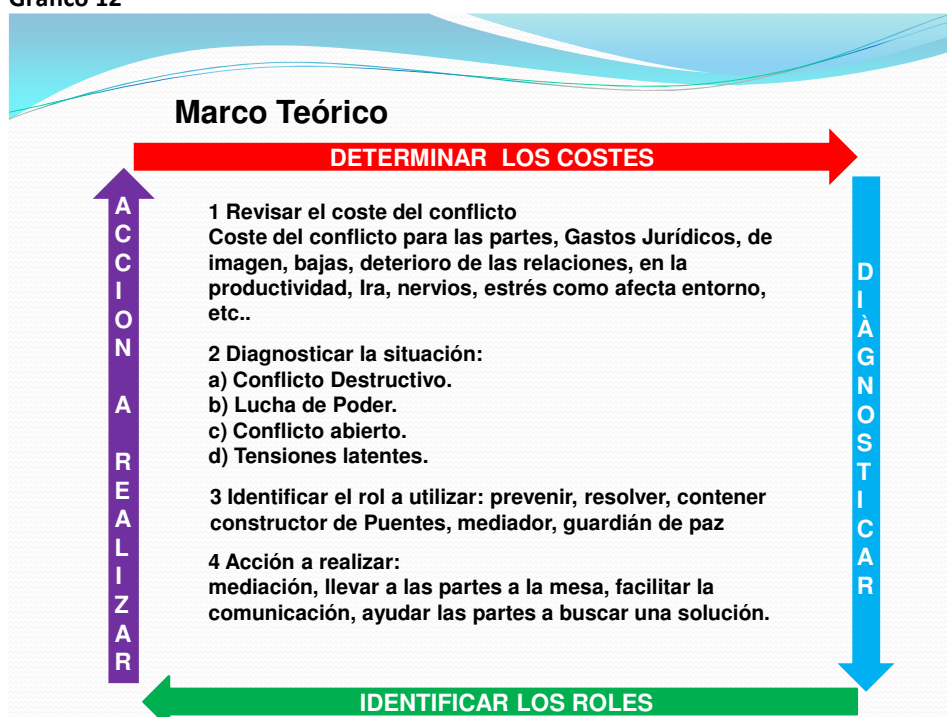 Gráfico 12
Marco Teórico
DETERMINAR LOS COSTES
ACCION A REALIZAR
1 Revisar el coste del conflicto
Coste del conflicto para las partes, Gastos Jurídicos, de
imagen, bajas, deterioro de las relaciones, en la
productividad, Ira, nervios, estrés como afecta entorno,
etc..
2 Diagnosticar la situación:
a) Conflicto Destructivo.
b) Lucha de Poder.
c) Conflicto abierto.
d) Tensiones latentes.
3 Identificar el rol a utilizar: prevenir, resolver, contener
constructor de Puentes, mediador, guardián de paz
4 Acción a realizar:
mediación, llevar a las partes a la mesa, facilitar la
comunicación, ayudar las partes a buscar una solución.
DIÀGNOSTICAR
IDENTIFICAR LOS ROLES